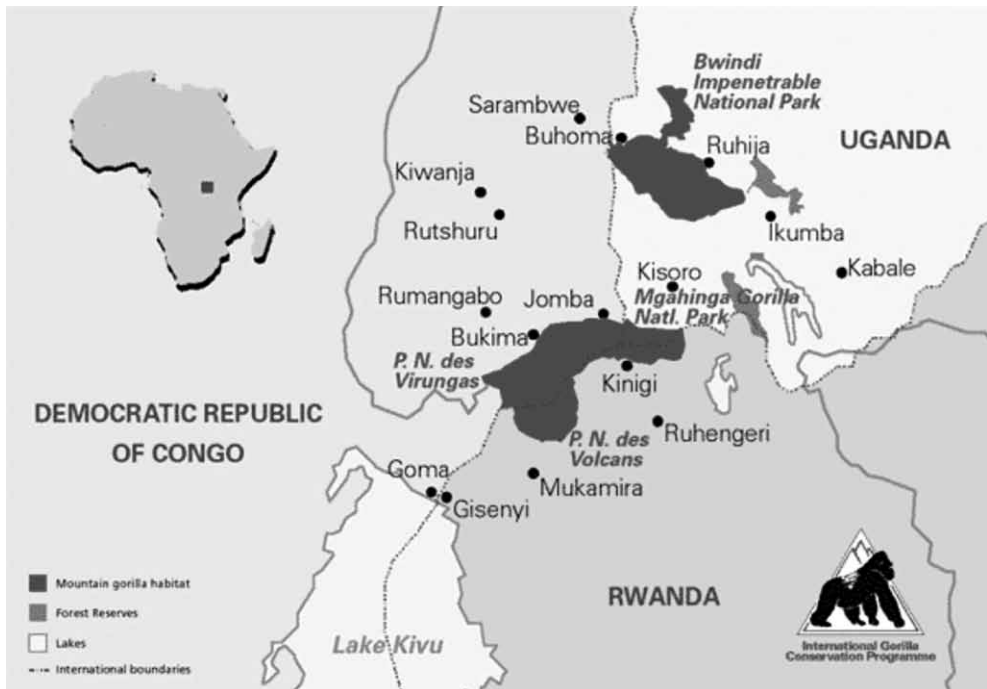 Bwindi
Impenetrable
National Park
Sarambwe
Buhoma
Ruhija
UGANDA
Kiwanja
Rutshuru
Ikumba
Kisoro
Kabale
Mgahinga Gorilla
Natl. Park
Rumangabo
Jomba
Bukima
P. N. des
Virungas
Kinigi
DEMOCRATIC REPUBLIC
OF CONGO
Ruhengeri
P. N. des
Volcans
Goma
Mukamira
Gisenyi
Mountain gorilla habitat
Forest Reserves
Lakes
International boundaries
Lake Kivu
RWANDA
International Gorilla
Conservation Programme